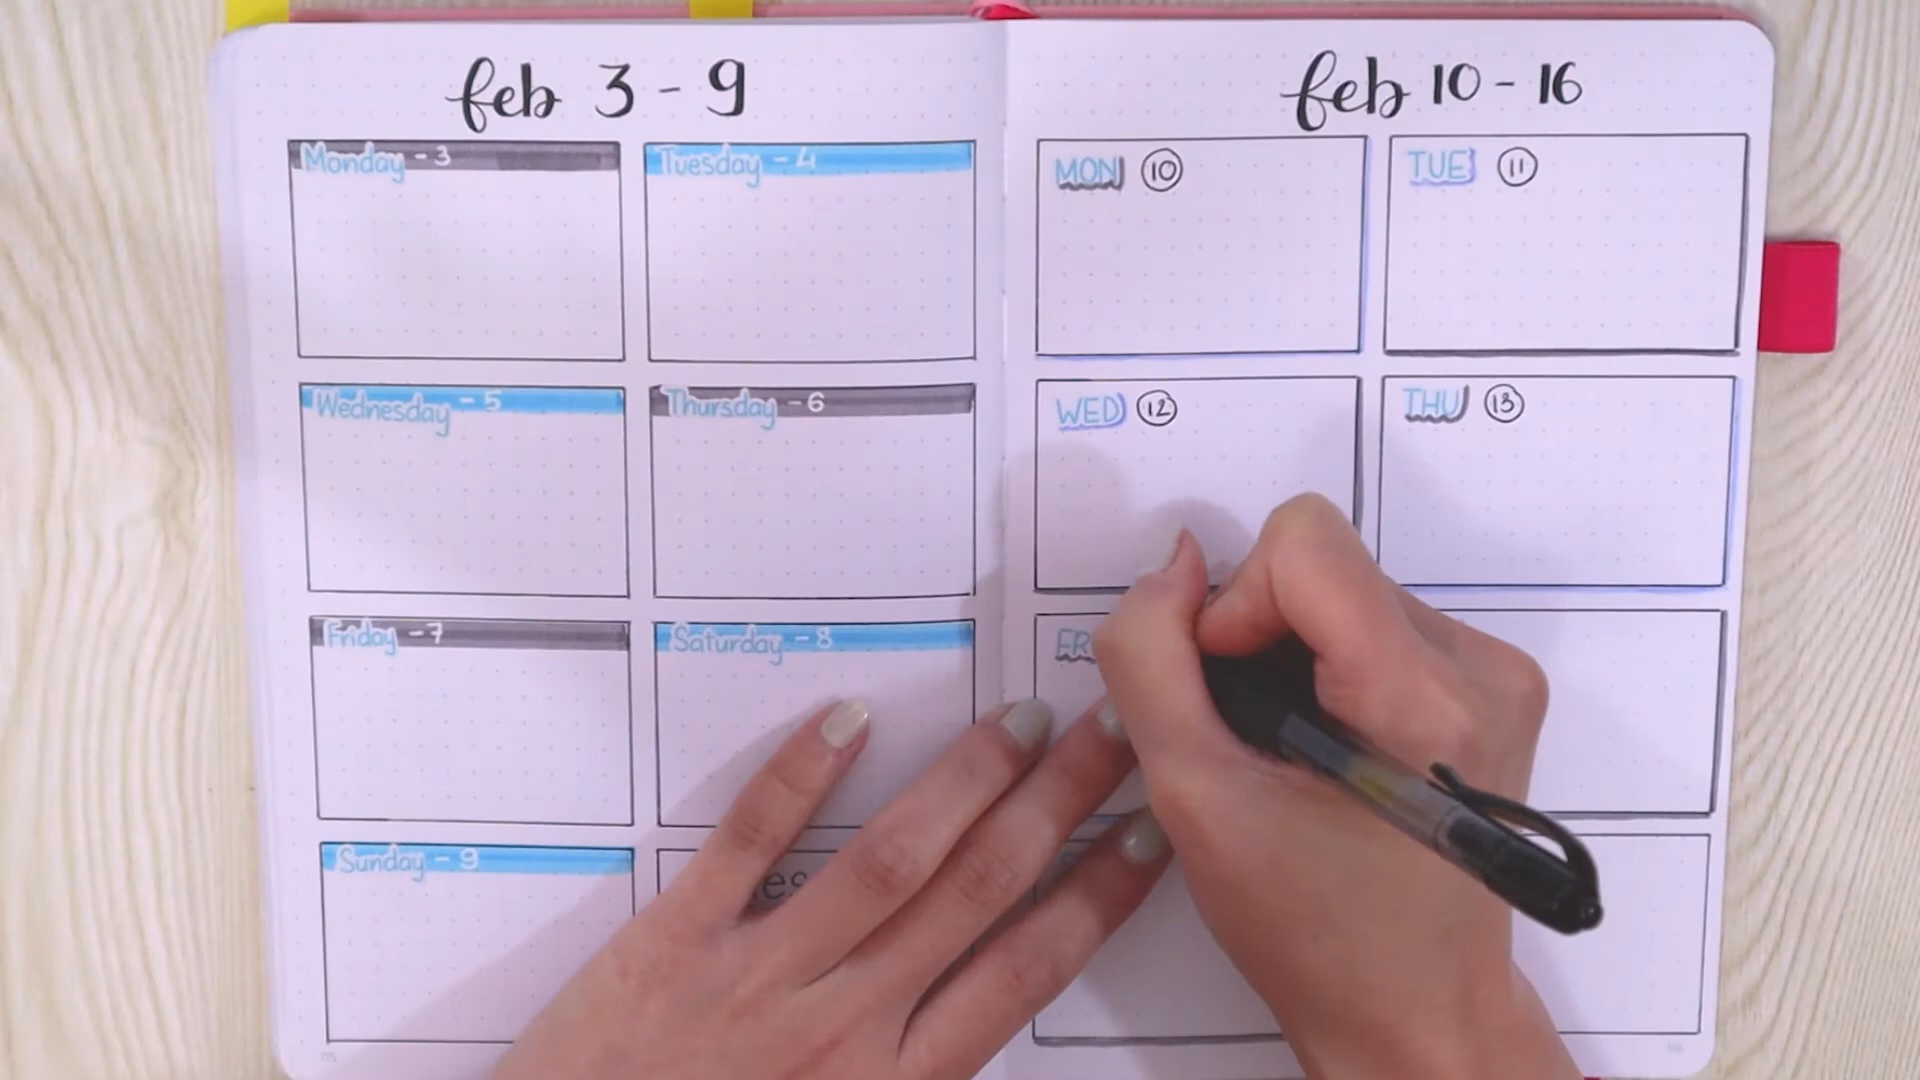 feb 3 - 9
Monday - 3
Tuesday - 4
Wednesday - 5
Thursday - 6
Friday - 7
Saturday - 8
Sunday - 9
feb 10 - 16
MON 10
TUE 11
WED 12
THU 13